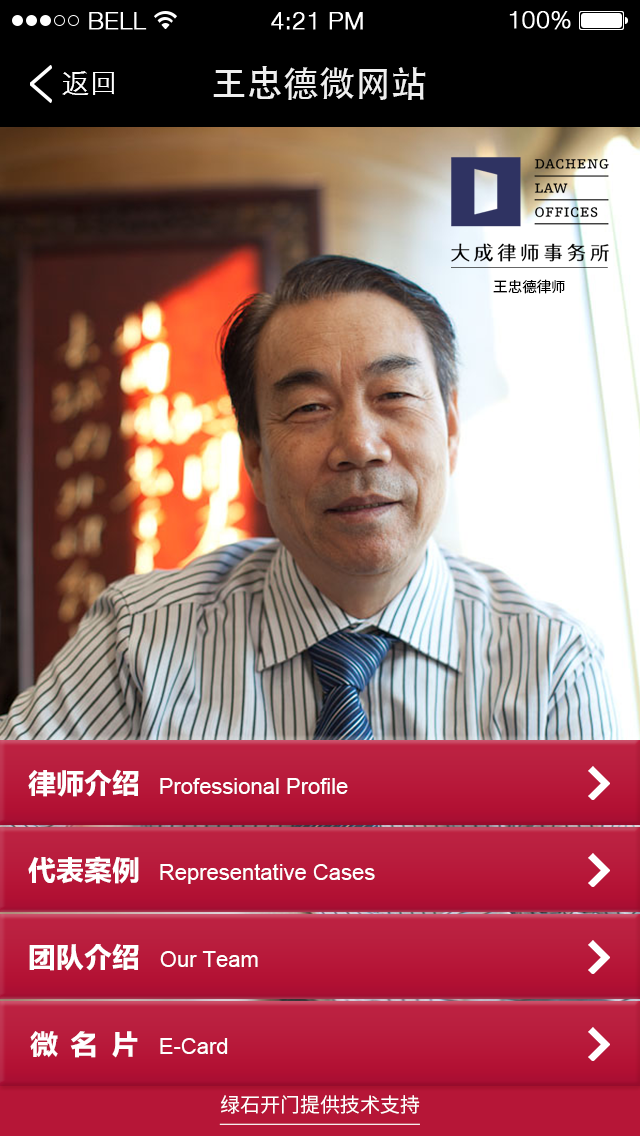 BELL 4:21 PM 100%
返回 王忠德微网站
DACHENG
LAW
OFFICES
大成律师事务所
王忠德律师
律师介绍 Professional Profile
代表案例 Representative Cases
团队介绍 Our Team
微名片 E-Card
绿石开门提供技术支持